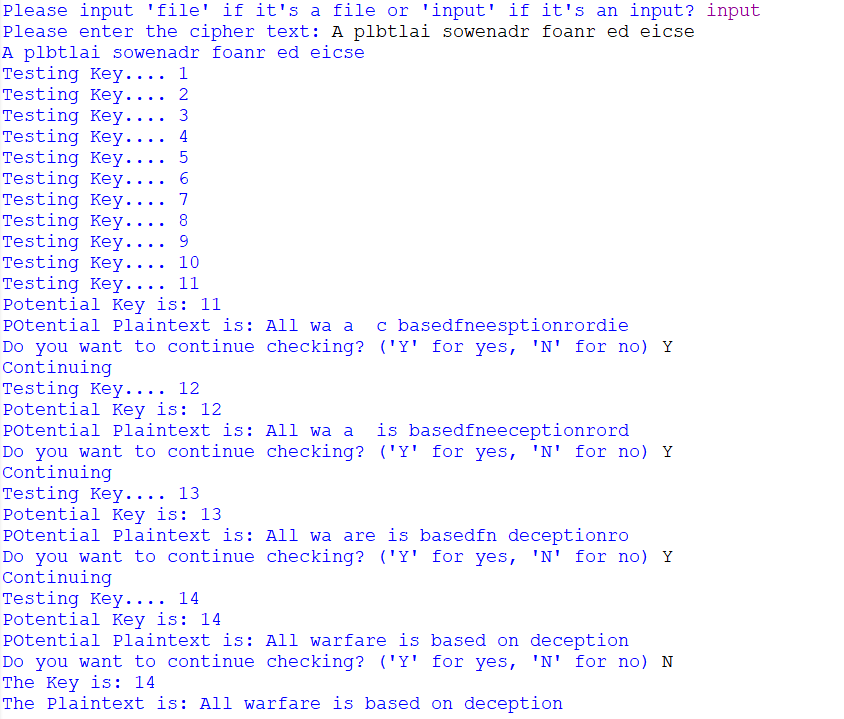 Please input 'file' if it's a file or 'input' if it's an input? input
Please enter the cipher text: A plbtlai sowenadr foanr ed eicse
A plbtlai sowenadr foanr ed eicse
Testing Key.... 1
Testing Key.... 2
Testing Key.... 3
Testing Key.... 4
Testing Key.... 5
Testing Key.... 6
Testing Key.... 7
Testing Key.... 8
Testing Key.... 9
Testing Key.... 10
Testing Key.... 11
Potential Key is: 11
POtential Plaintext is: All wa a  c basedfneesptionrordie
Do you want to continue checking? ('Y' for yes, 'N' for no) Y
Continuing
Testing Key.... 12
Potential Key is: 12
POtential Plaintext is: All wa a  is basedfneeceptionrord
Do you want to continue checking? ('Y' for yes, 'N' for no) Y
Continuing
Testing Key.... 13
Potential Key is: 13
POtential Plaintext is: All wa are is basedfn deceptionro
Do you want to continue checking? ('Y' for yes, 'N' for no) Y
Continuing
Testing Key.... 14
Potential Key is: 14
POtential Plaintext is: All warfare is based on deception
Do you want to continue checking? ('Y' for yes, 'N' for no) N
The Key is: 14
The Plaintext is: All warfare is based on deception